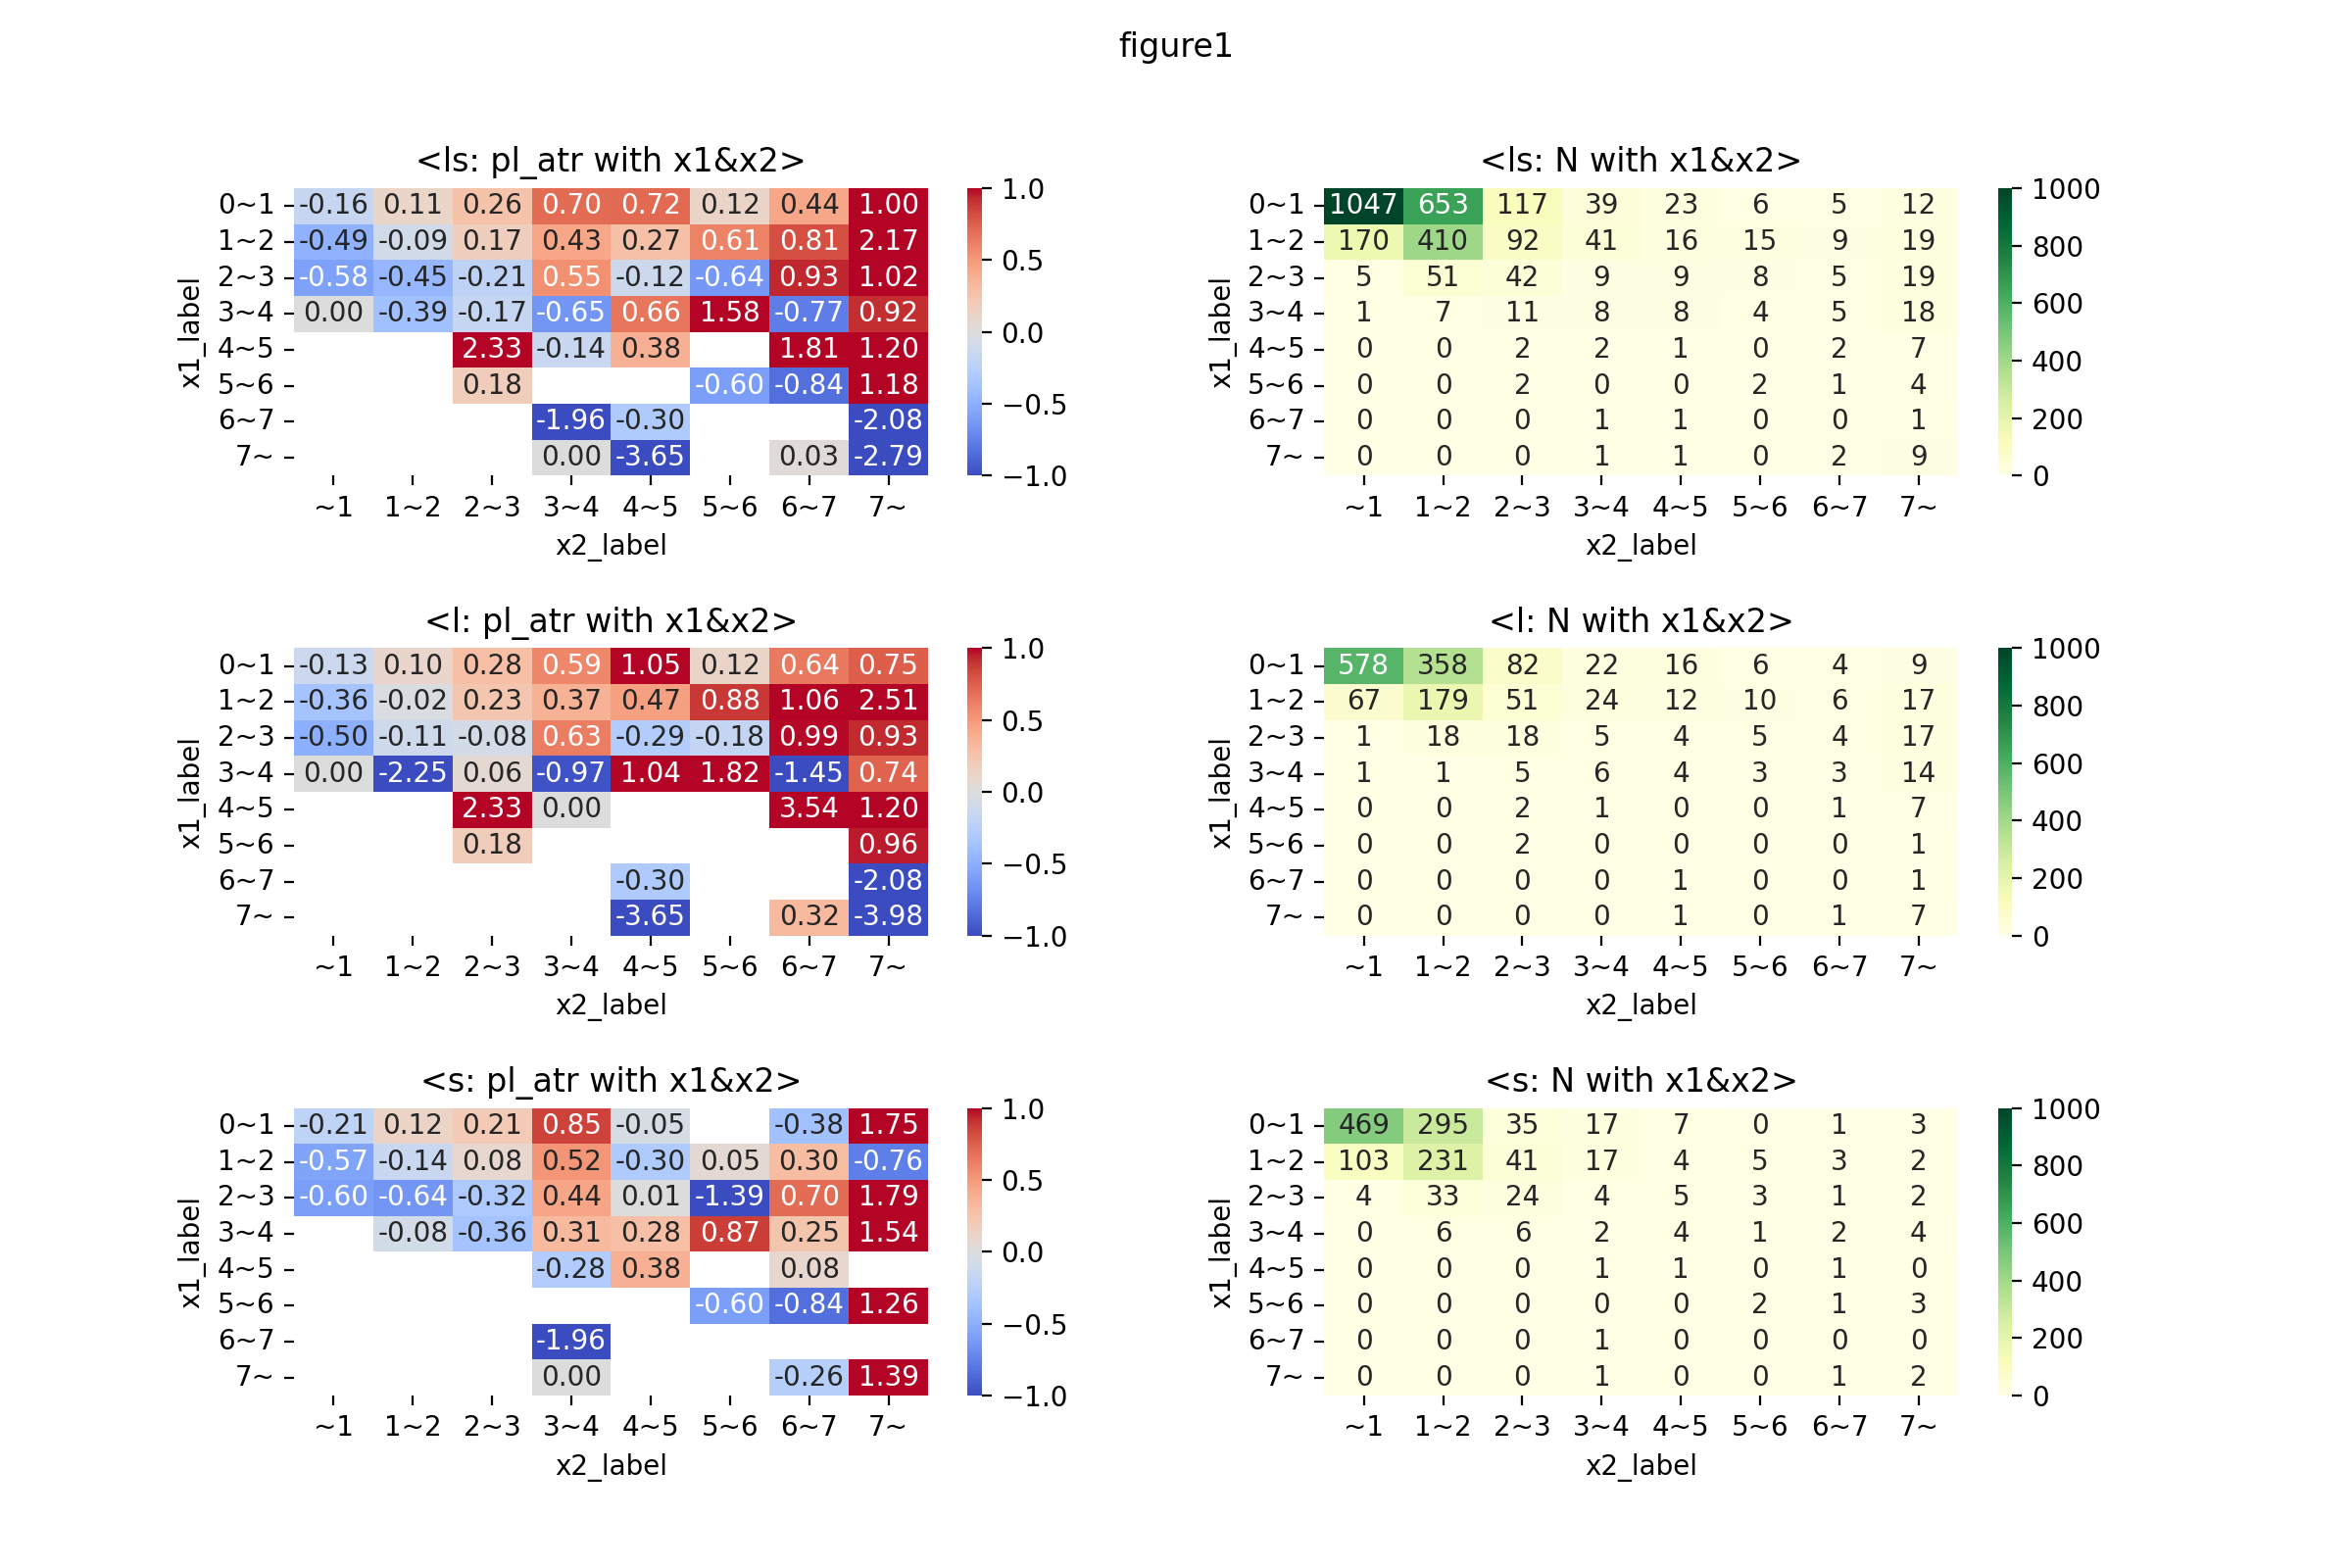 figure1
<ls: pl_atr with x1&x2>
x1_label
0~1 -0.16 0.11 0.26 0.70 0.72 0.12 0.44 1.00
1~2 -0.49 -0.09 0.17 0.43 0.27 0.61 0.81 2.17
2~3 -0.58 -0.45 -0.21 0.55 -0.12 -0.64 0.93 1.02
3~4 0.00 -0.39 -0.17 -0.65 0.66 1.58 -0.77 0.92
4~5 2.33 -0.14 0.38 1.81 1.20
5~6 0.18 -0.60 -0.84 1.18
6~7 -1.96 -0.30 -2.08
7~ 0.00 -3.65 0.03 -2.79
~1 1~2 2~3 3~4 4~5 5~6 6~7 7~
x2_label
1.0
0.5
0.0
−0.5
−1.0
<ls: N with x1&x2>
x1_label
0~1 1047 653 117 39 23 6 5 12
1~2 170 410 92 41 16 15 9 19
2~3 5 51 42 9 9 8 5 19
3~4 1 7 11 8 8 4 5 18
4~5 0 0 2 2 1 0 2 7
5~6 0 0 2 0 0 2 1 4
6~7 0 0 0 1 1 0 0 1
7~ 0 0 0 1 1 0 2 9
~1 1~2 2~3 3~4 4~5 5~6 6~7 7~
x2_label
1000
800
600
400
200
0
<l: pl_atr with x1&x2>
x1_label
0~1 -0.13 0.10 0.28 0.59 1.05 0.12 0.64 0.75
1~2 -0.36 -0.02 0.23 0.37 0.47 0.88 1.06 2.51
2~3 -0.50 -0.11 -0.08 0.63 -0.29 -0.18 0.99 0.93
3~4 0.00 -2.25 0.06 -0.97 1.04 1.82 -1.45 0.74
4~5 2.33 0.00 3.54 1.20
5~6 0.18 0.96
6~7 -0.30 -2.08
7~ -3.65 0.32 -3.98
~1 1~2 2~3 3~4 4~5 5~6 6~7 7~
x2_label
1.0
0.5
0.0
−0.5
−1.0
<l: N with x1&x2>
x1_label
0~1 578 358 82 22 16 6 4 9
1~2 67 179 51 24 12 10 6 17
2~3 1 18 18 5 4 5 4 17
3~4 1 1 5 6 4 3 3 14
4~5 0 0 2 1 0 0 1 7
5~6 0 0 2 0 0 0 0 1
6~7 0 0 0 0 1 0 0 1
7~ 0 0 0 0 1 0 1 7
~1 1~2 2~3 3~4 4~5 5~6 6~7 7~
x2_label
1000
800
600
400
200
0
<s: pl_atr with x1&x2>
x1_label
0~1 -0.21 0.12 0.21 0.85 -0.05 -0.38 1.75
1~2 -0.57 -0.14 0.08 0.52 -0.30 0.05 0.30 -0.76
2~3 -0.60 -0.64 -0.32 0.44 0.01 -1.39 0.70 1.79
3~4 -0.08 -0.36 0.31 0.28 0.87 0.25 1.54
4~5 -0.28 0.38 0.08
5~6 -0.60 -0.84 1.26
6~7 -1.96
7~ 0.00 -0.26 1.39
~1 1~2 2~3 3~4 4~5 5~6 6~7 7~
x2_label
1.0
0.5
0.0
−0.5
−1.0
<s: N with x1&x2>
x1_label
0~1 469 295 35 17 7 0 1 3
1~2 103 231 41 17 4 5 3 2
2~3 4 33 24 4 5 3 1 2
3~4 0 6 6 2 4 1 2 4
4~5 0 0 0 1 1 0 1 0
5~6 0 0 0 0 0 2 1 3
6~7 0 0 0 1 0 0 0 0
7~ 0 0 0 1 0 0 1 2
~1 1~2 2~3 3~4 4~5 5~6 6~7 7~
x2_label
1000
800
600
400
200
0